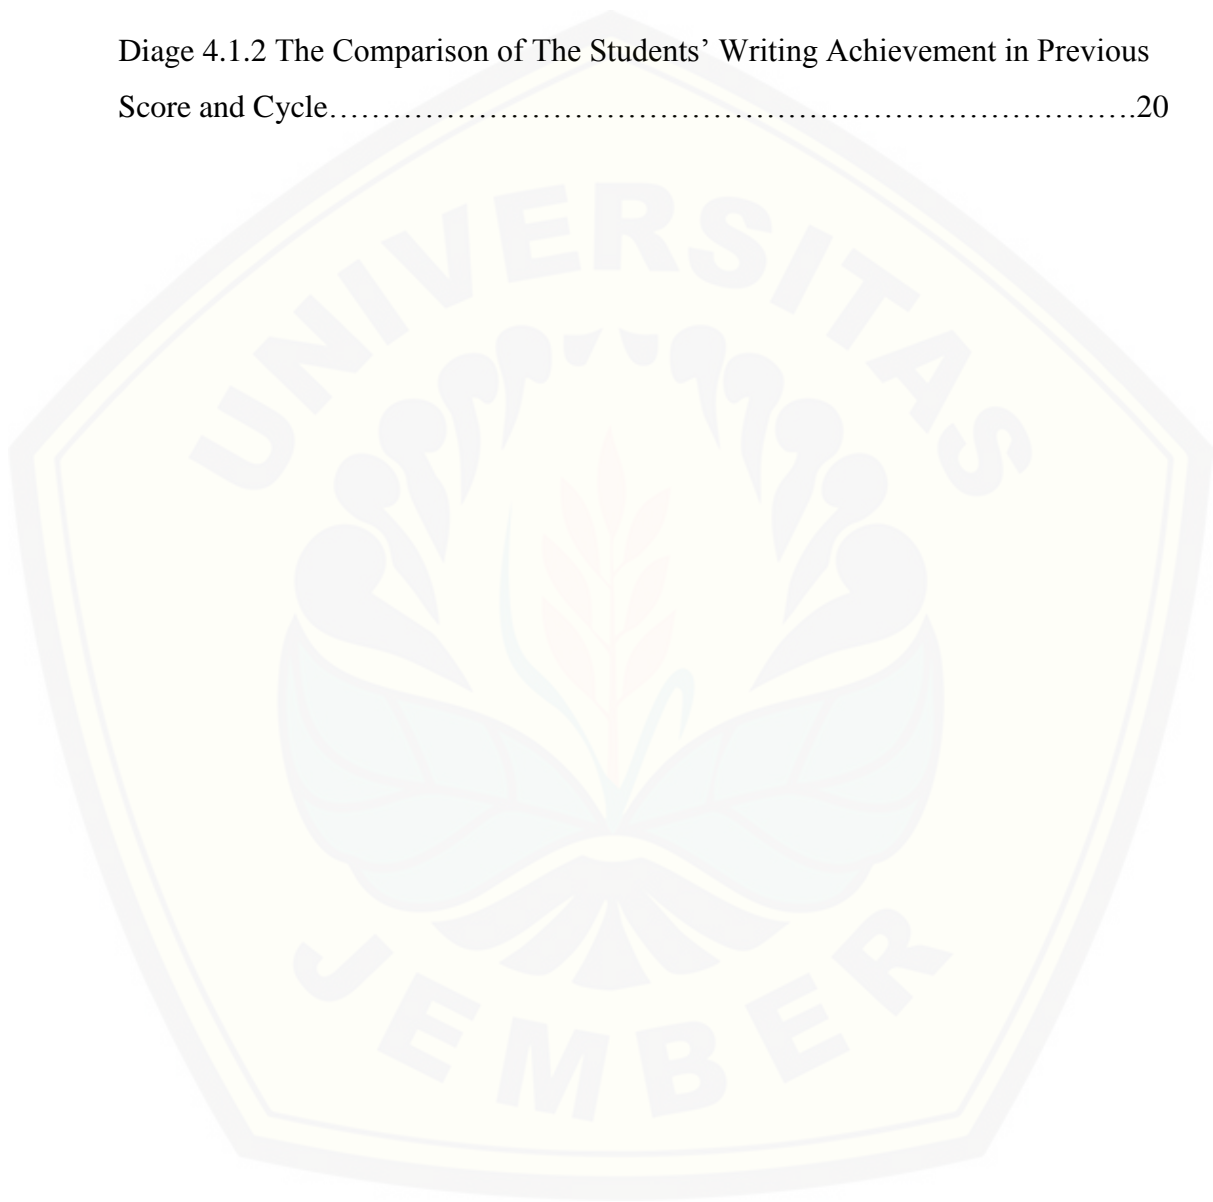 Diage 4.1.2 The Comparison of The Students’ Writing Achievement in Previous
Score and Cycle……………………………………………………………………….20
UNIVERSITAS
JEMBER